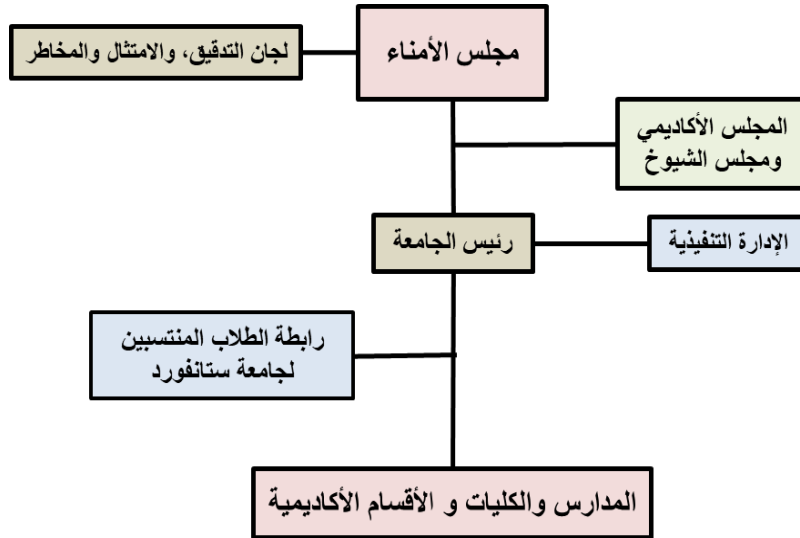 مجلس الأمناء
لجان التدقيق، والامتثال والمخاطر
المجلس الأكاديمي
ومجلس الشيوخ
رئيس الجامعة
الإدارة التنفيذية
رابطة الطلاب المنتسبين
لجامعة ستانفورد
المدارس والكليات و الأقسام الأكاديمية